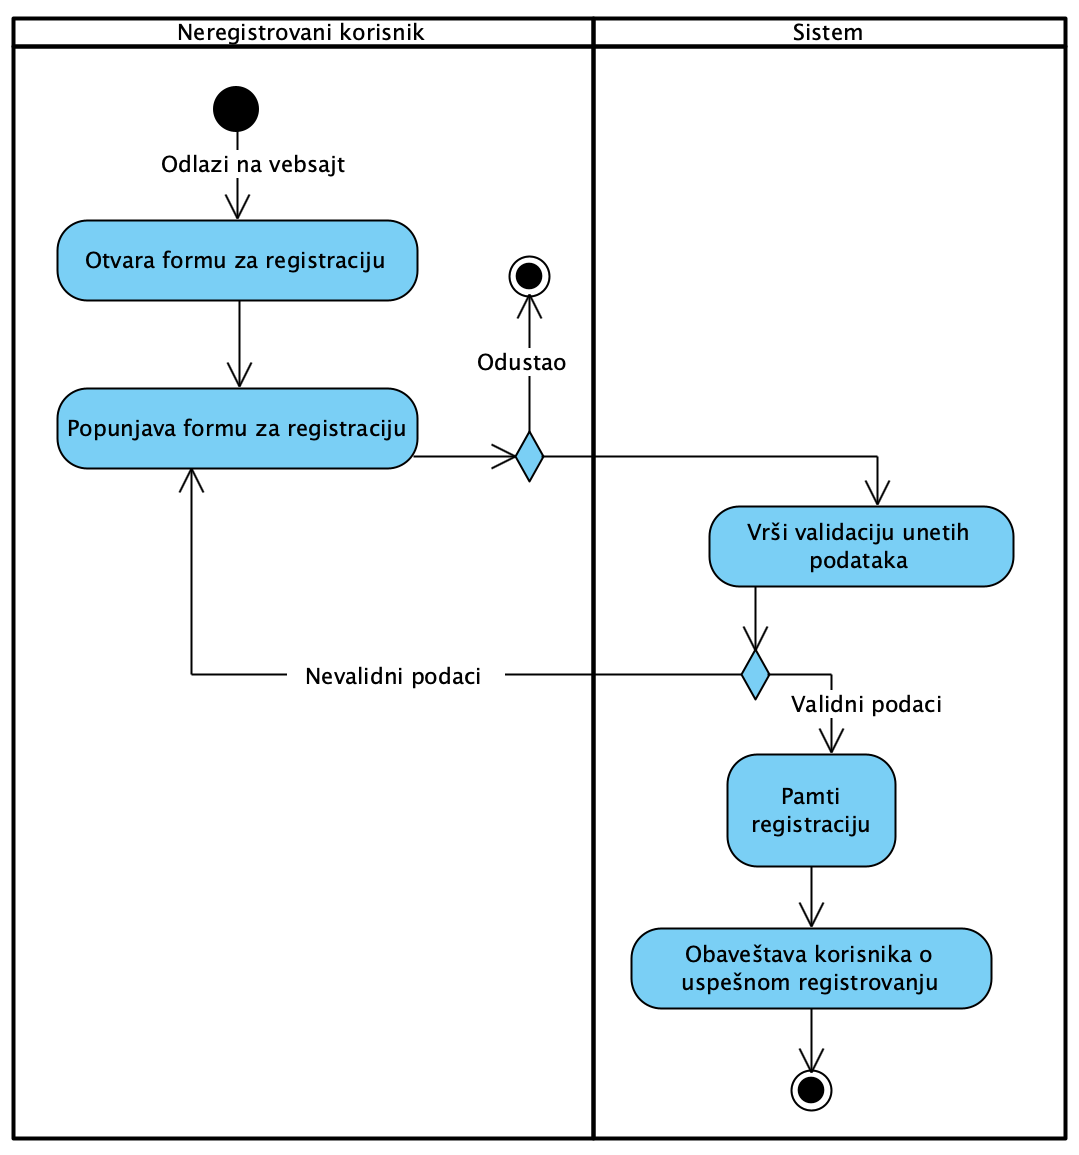 Neregistrovani korisnik
Sistem
Odlazi na vebsajt
Otvara formu za registraciju
Odustao
Popunjava formu za registraciju
Vrši validaciju unetih
podataka
Nevalidni podaci
Validni podaci
Pamti
registraciju
Obaveštava korisnika o
uspešnom registrovanju